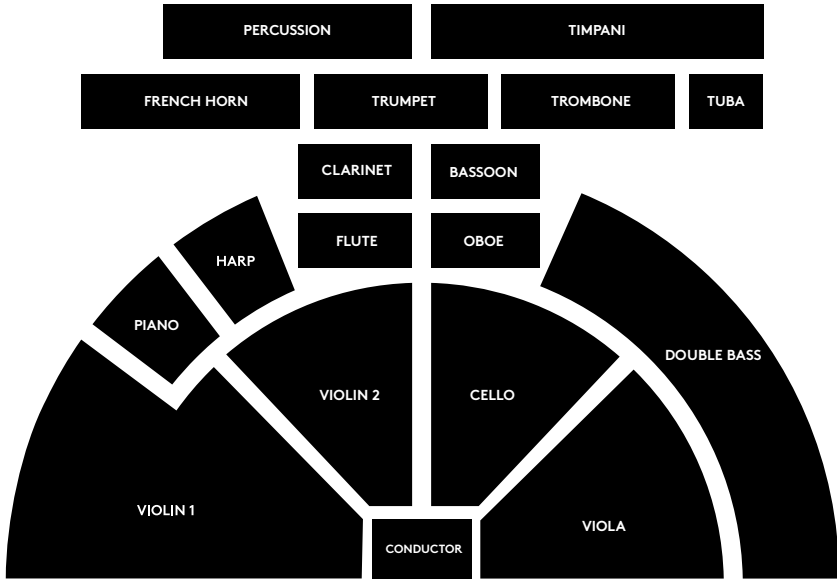 PERCUSSION
TIMPANI
FRENCH HORN
TRUMPET
TROMBONE
TUBA
CLARINET
BASSOON
FLUTE
OBOE
HARP
PIANO
DOUBLE BASS
VIOLIN 2
CELLO
VIOLIN 1
VIOLA
CONDUCTOR